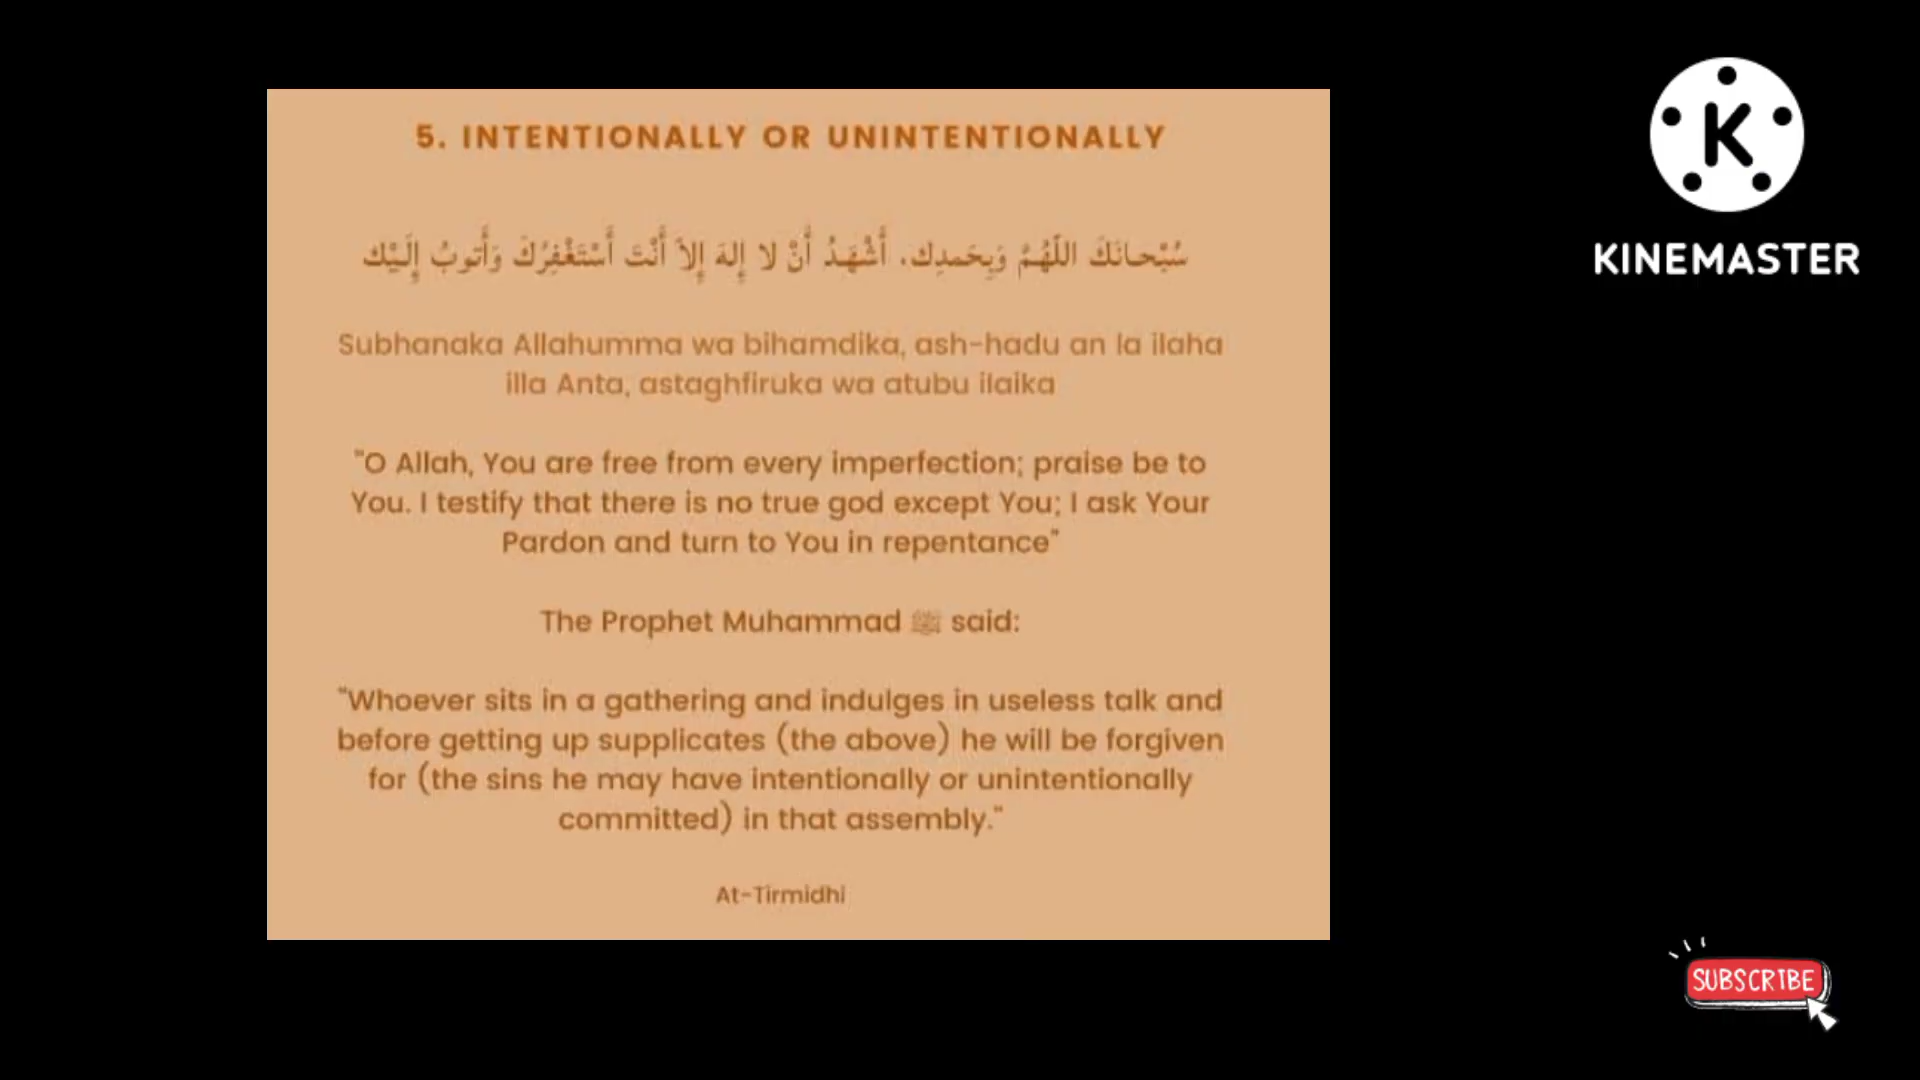 5. INTENTIONALLY OR UNINTENTIONALLY
سُبْحانَكَ اللّهُمَّ وَبِحَمدِك، أَشْهَدُ أَنْ لا إِلهَ إِلاّ أَنْتَ أَسْتَغْفِرُكَ وَأَتوبُ إِلَيْك
Subhanaka Allahumma wa bihamdika, ash-hadu an la ilaha
illa Anta, astaghfiruka wa atubu ilaika
"O Allah, You are free from every imperfection; praise be to
You. I testify that there is no true god except You; I ask Your
Pardon and turn to You in repentance"
The Prophet Muhammad ﷺ said:
"Whoever sits in a gathering and indulges in useless talk and
before getting up supplicates (the above) he will be forgiven
for (the sins he may have intentionally or unintentionally
committed) in that assembly."
At-Tirmidhi
K
KINEMASTER
SUBSCRIBE